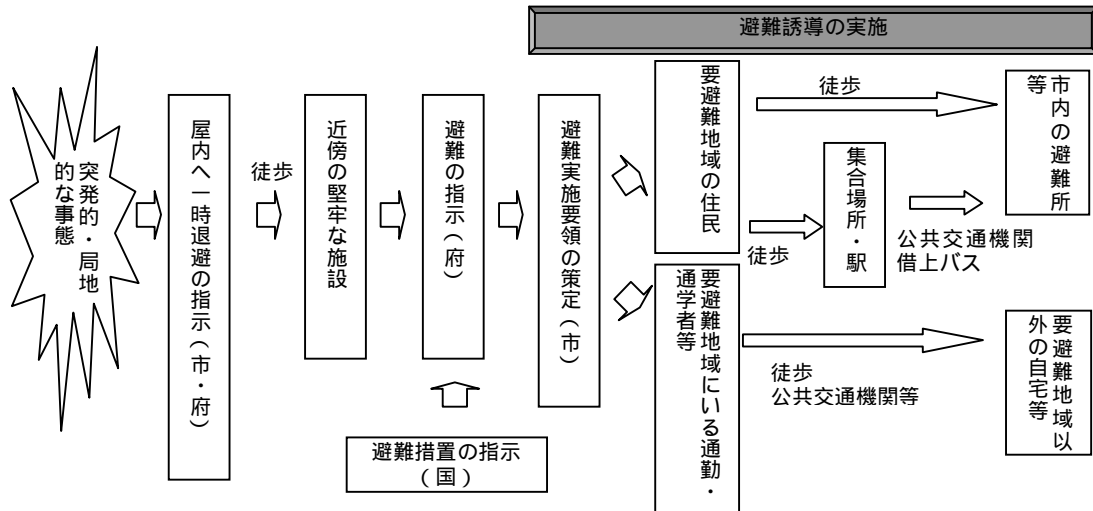 避難誘導の実施
突発的・局地
的な事態
屋内へ一時退避の指示（市・府）
徒歩
近傍の堅牢な施設
避難の指示（府）
避難措置の指示
（国）
避難実施要領の策定（市）
要避難地域の住民
徒歩
市内の避難所
等
徒歩
集合場所・駅
公共交通機関
借上バス
要避難地域にいる通勤・
通学者等
徒歩
公共交通機関等
要避難地域以
外の自宅等